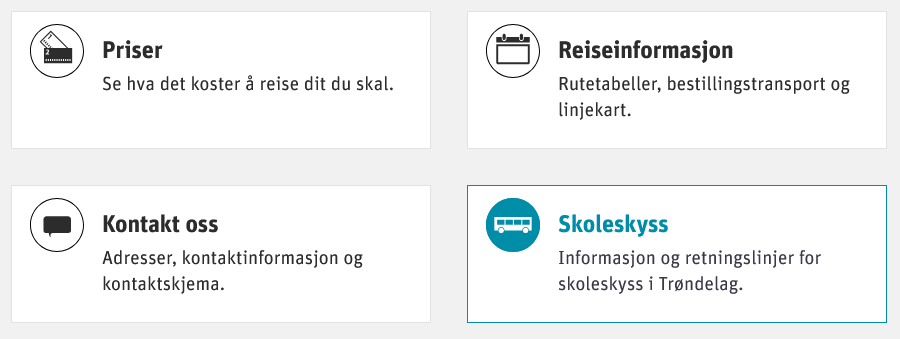 Priser
Se hva det koster å reise dit du skal.
Reiseinformasjon
Rutetabeller, bestillingstransport og
linjekart.
Kontakt oss
Adresser, kontaktinformasjon og
kontaktskjema.
Skoleskyss
Informasjon og retningslinjer for
skoleskyss i Trøndelag.